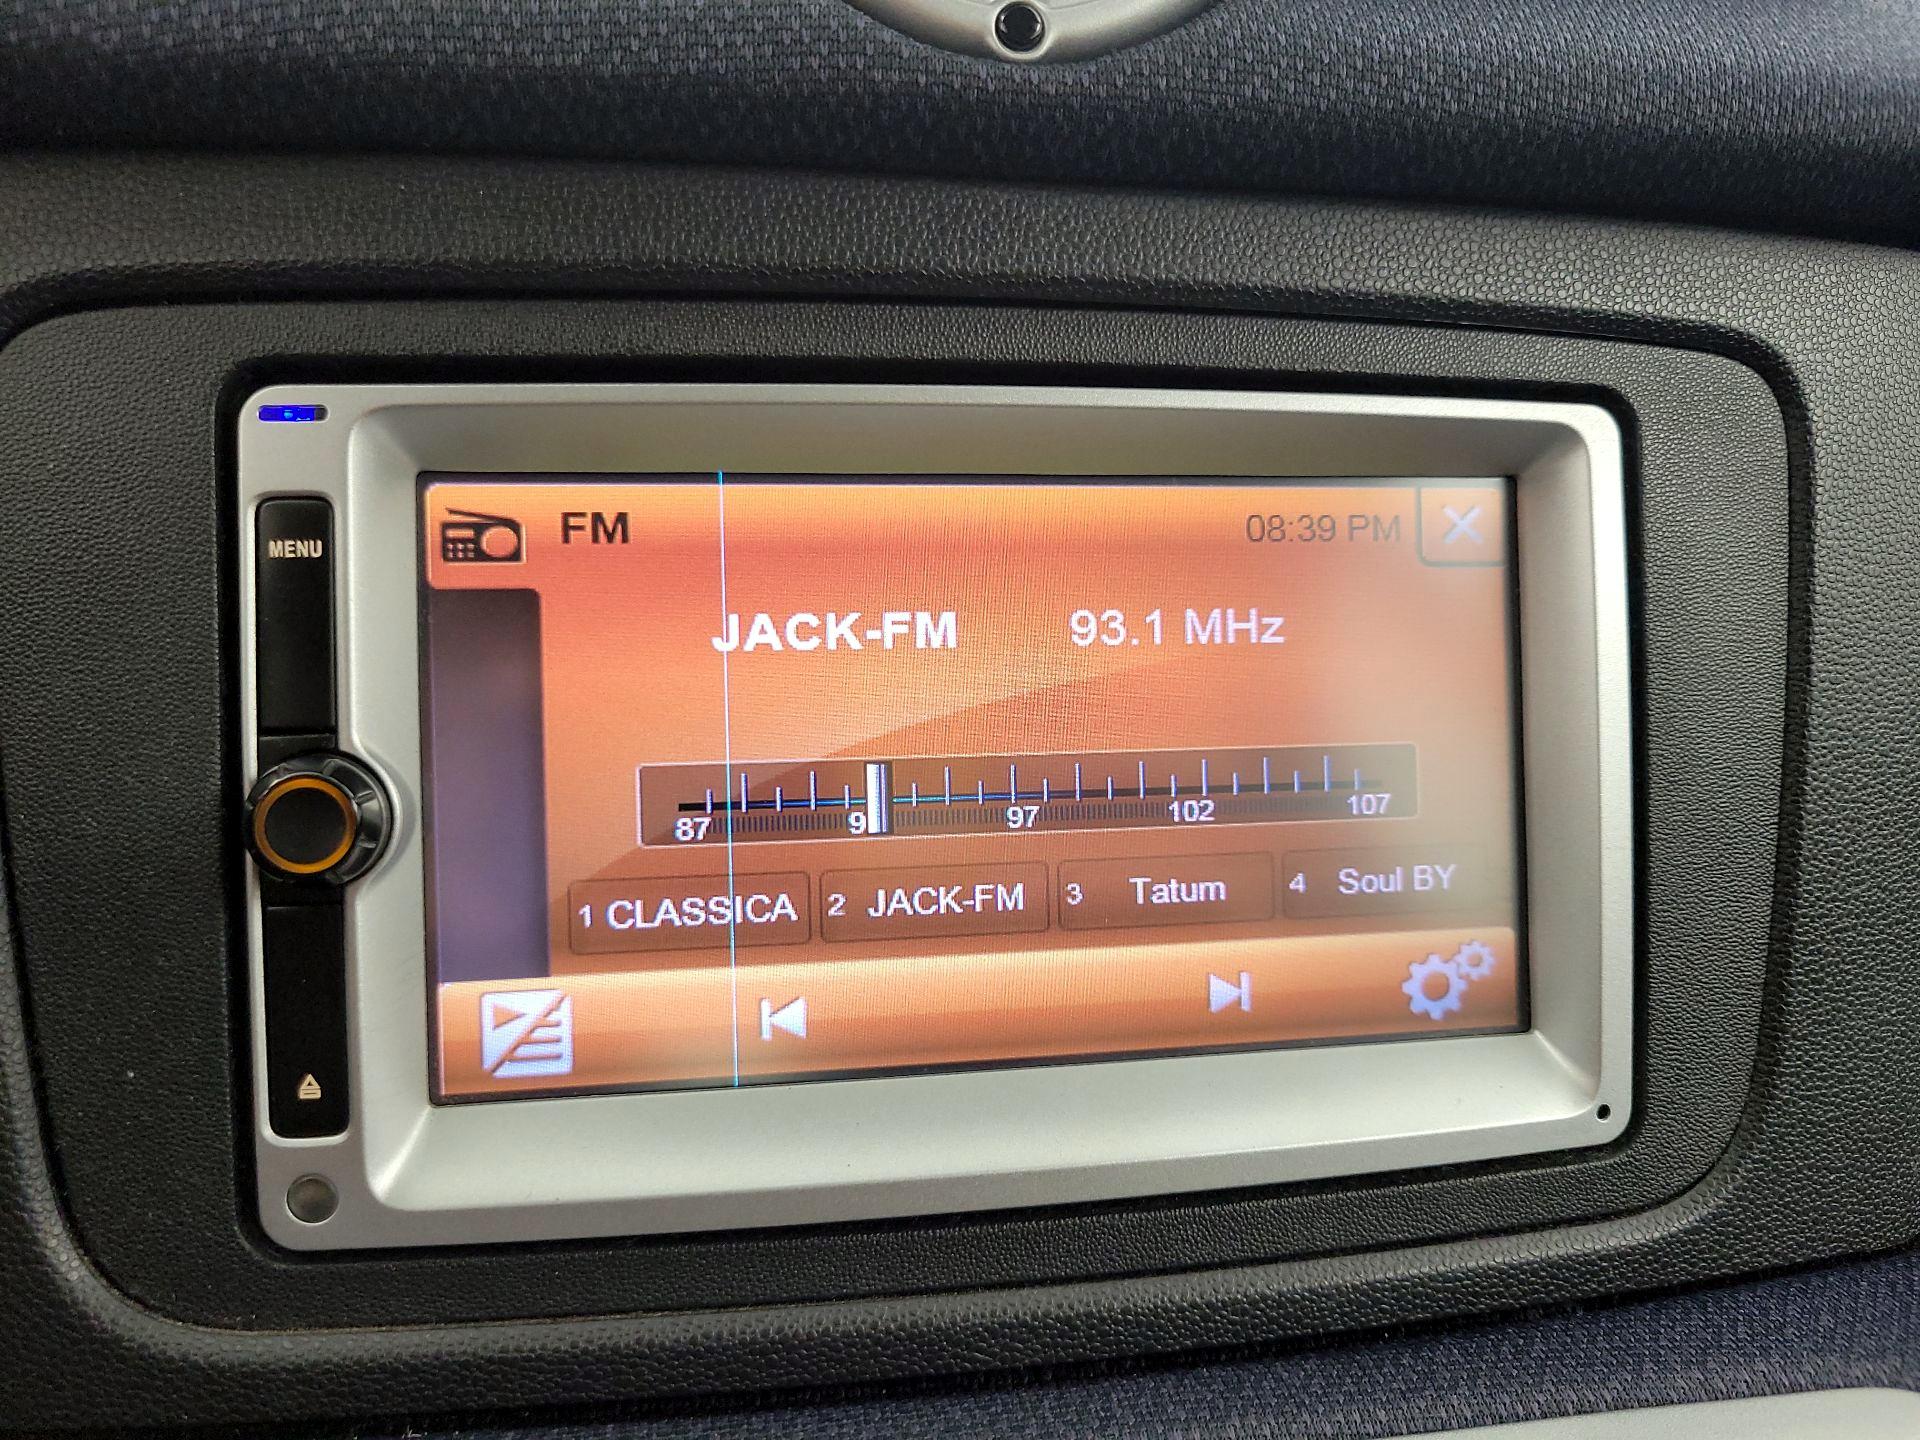 MENU
FM 08:39 PM
JACK-FM 93.1 MHz
87 9 97 102 107
1 CLASSICA 2 JACK-FM 3 Tatum 4 Soul BY